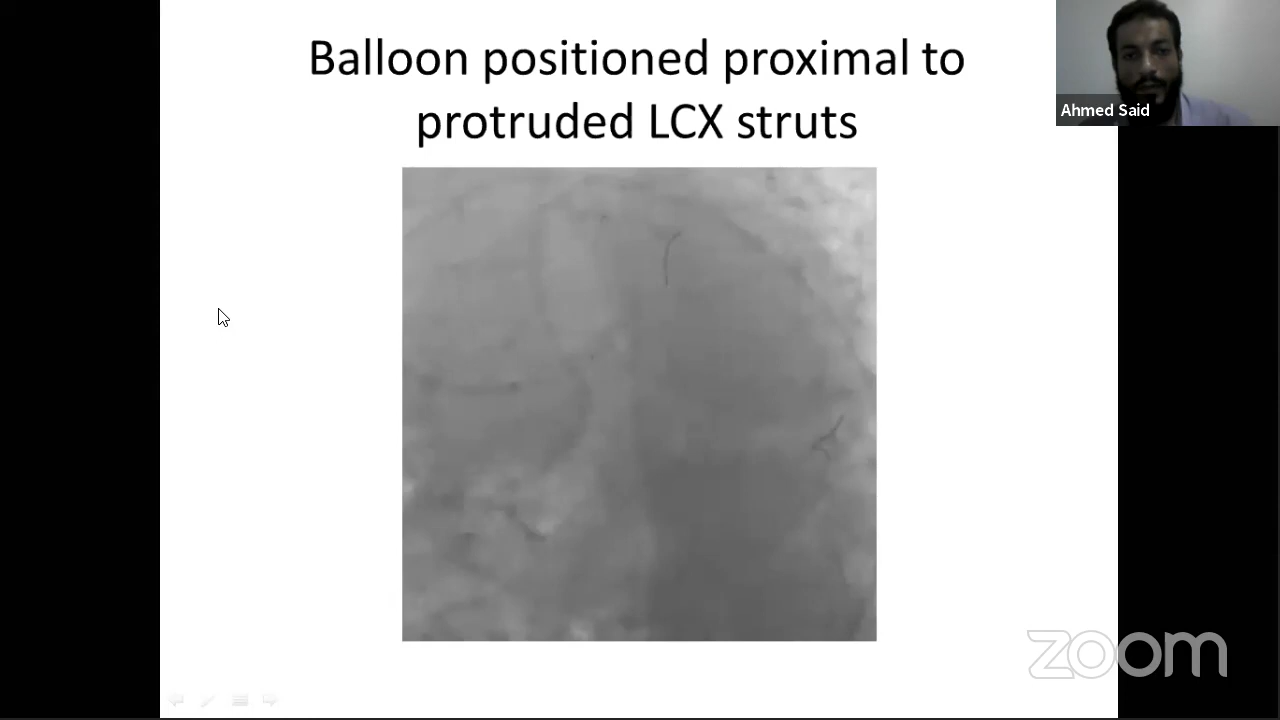 Balloon positioned proximal to
protruded LCX struts
Ahmed Said
zoom